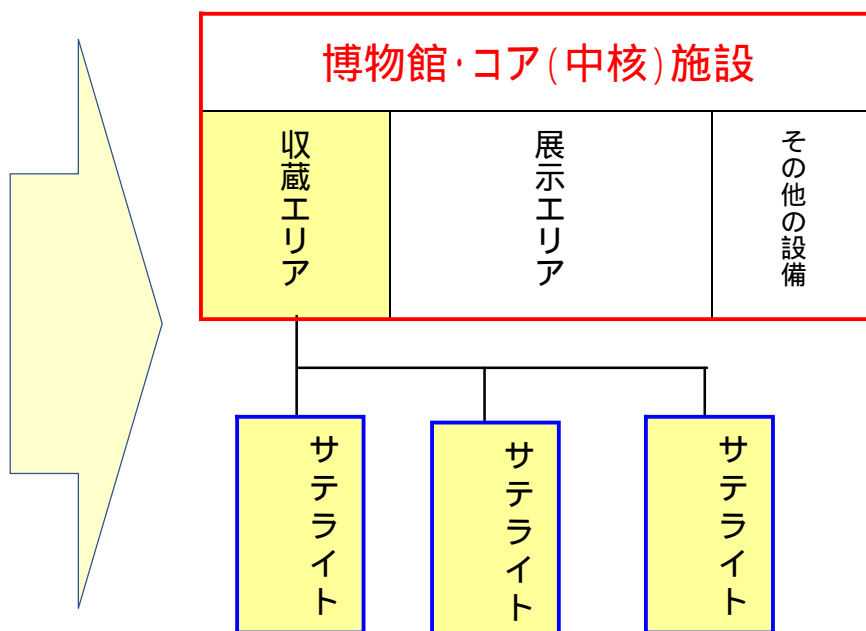 博物館・コア(中核)施設
収蔵エリア
展示エリア
その他の設備
サテライト
サテライト
サテライト